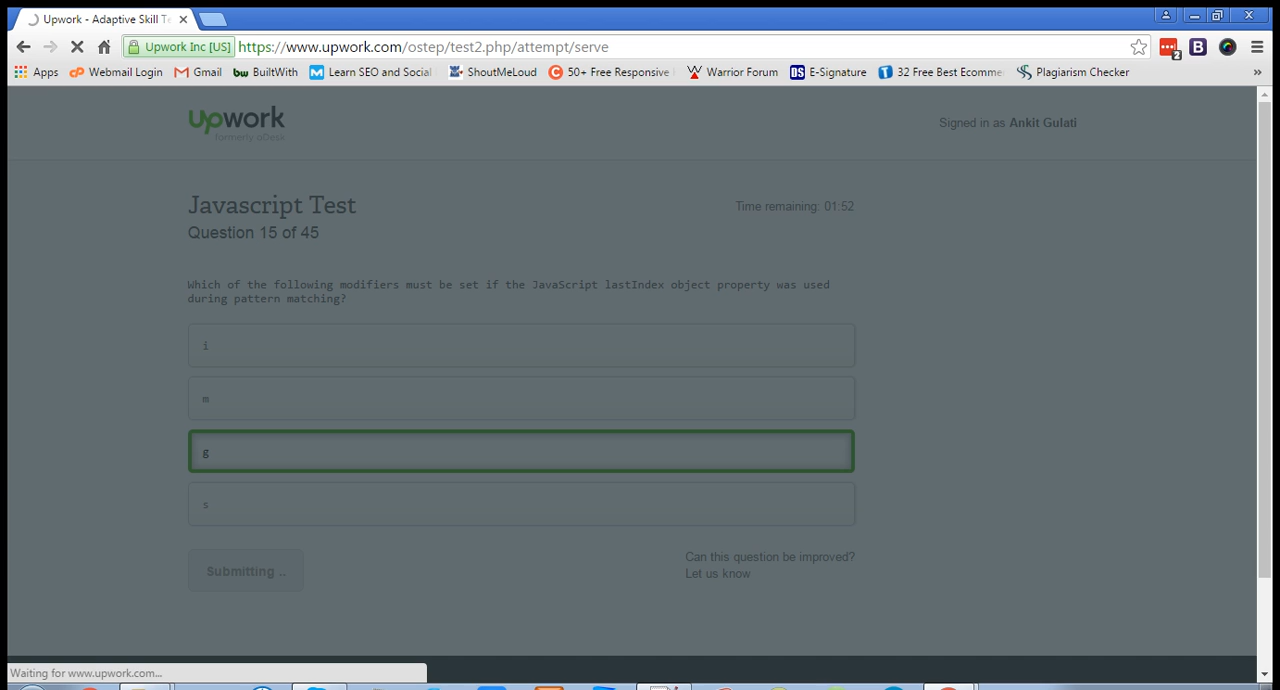 Upwork - Adaptive Skill Te
Upwork Inc [US] https://www.upwork.com/ostep/test2.php/attempt/serve
2
B
Apps Webmail Login Gmail bw BuiltWith Learn SEO and Social ShoutMeLoud 50+ Free Responsive Warrior Forum DS E-Signature 32 Free Best Ecomme Plagiarism Checker »
upwork
formerly oDesk
Signed in as Ankit Gulati
Javascript Test
Time remaining: 01:52
Question 15 of 45
Which of the following modifiers must be set if the JavaScript lastIndex object property was used
during pattern matching?
i
m
g
s
Submitting ..
Can this question be improved?
Let us know
Waiting for www.upwork.com...